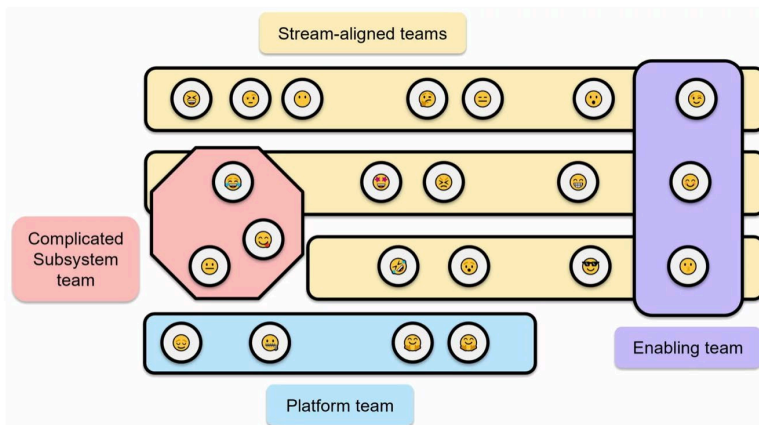 Stream-aligned teams
Complicated
Subsystem
team
Enabling team
Platform team